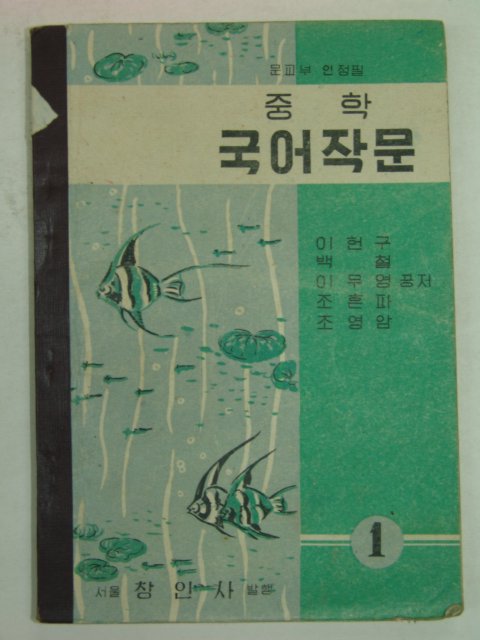 문교부 인정필
중 학
국어작문
이 헌 구
백 철
이 무 영 공저
조 흔 파
조 영 암
1
서울 창 인 사 발행